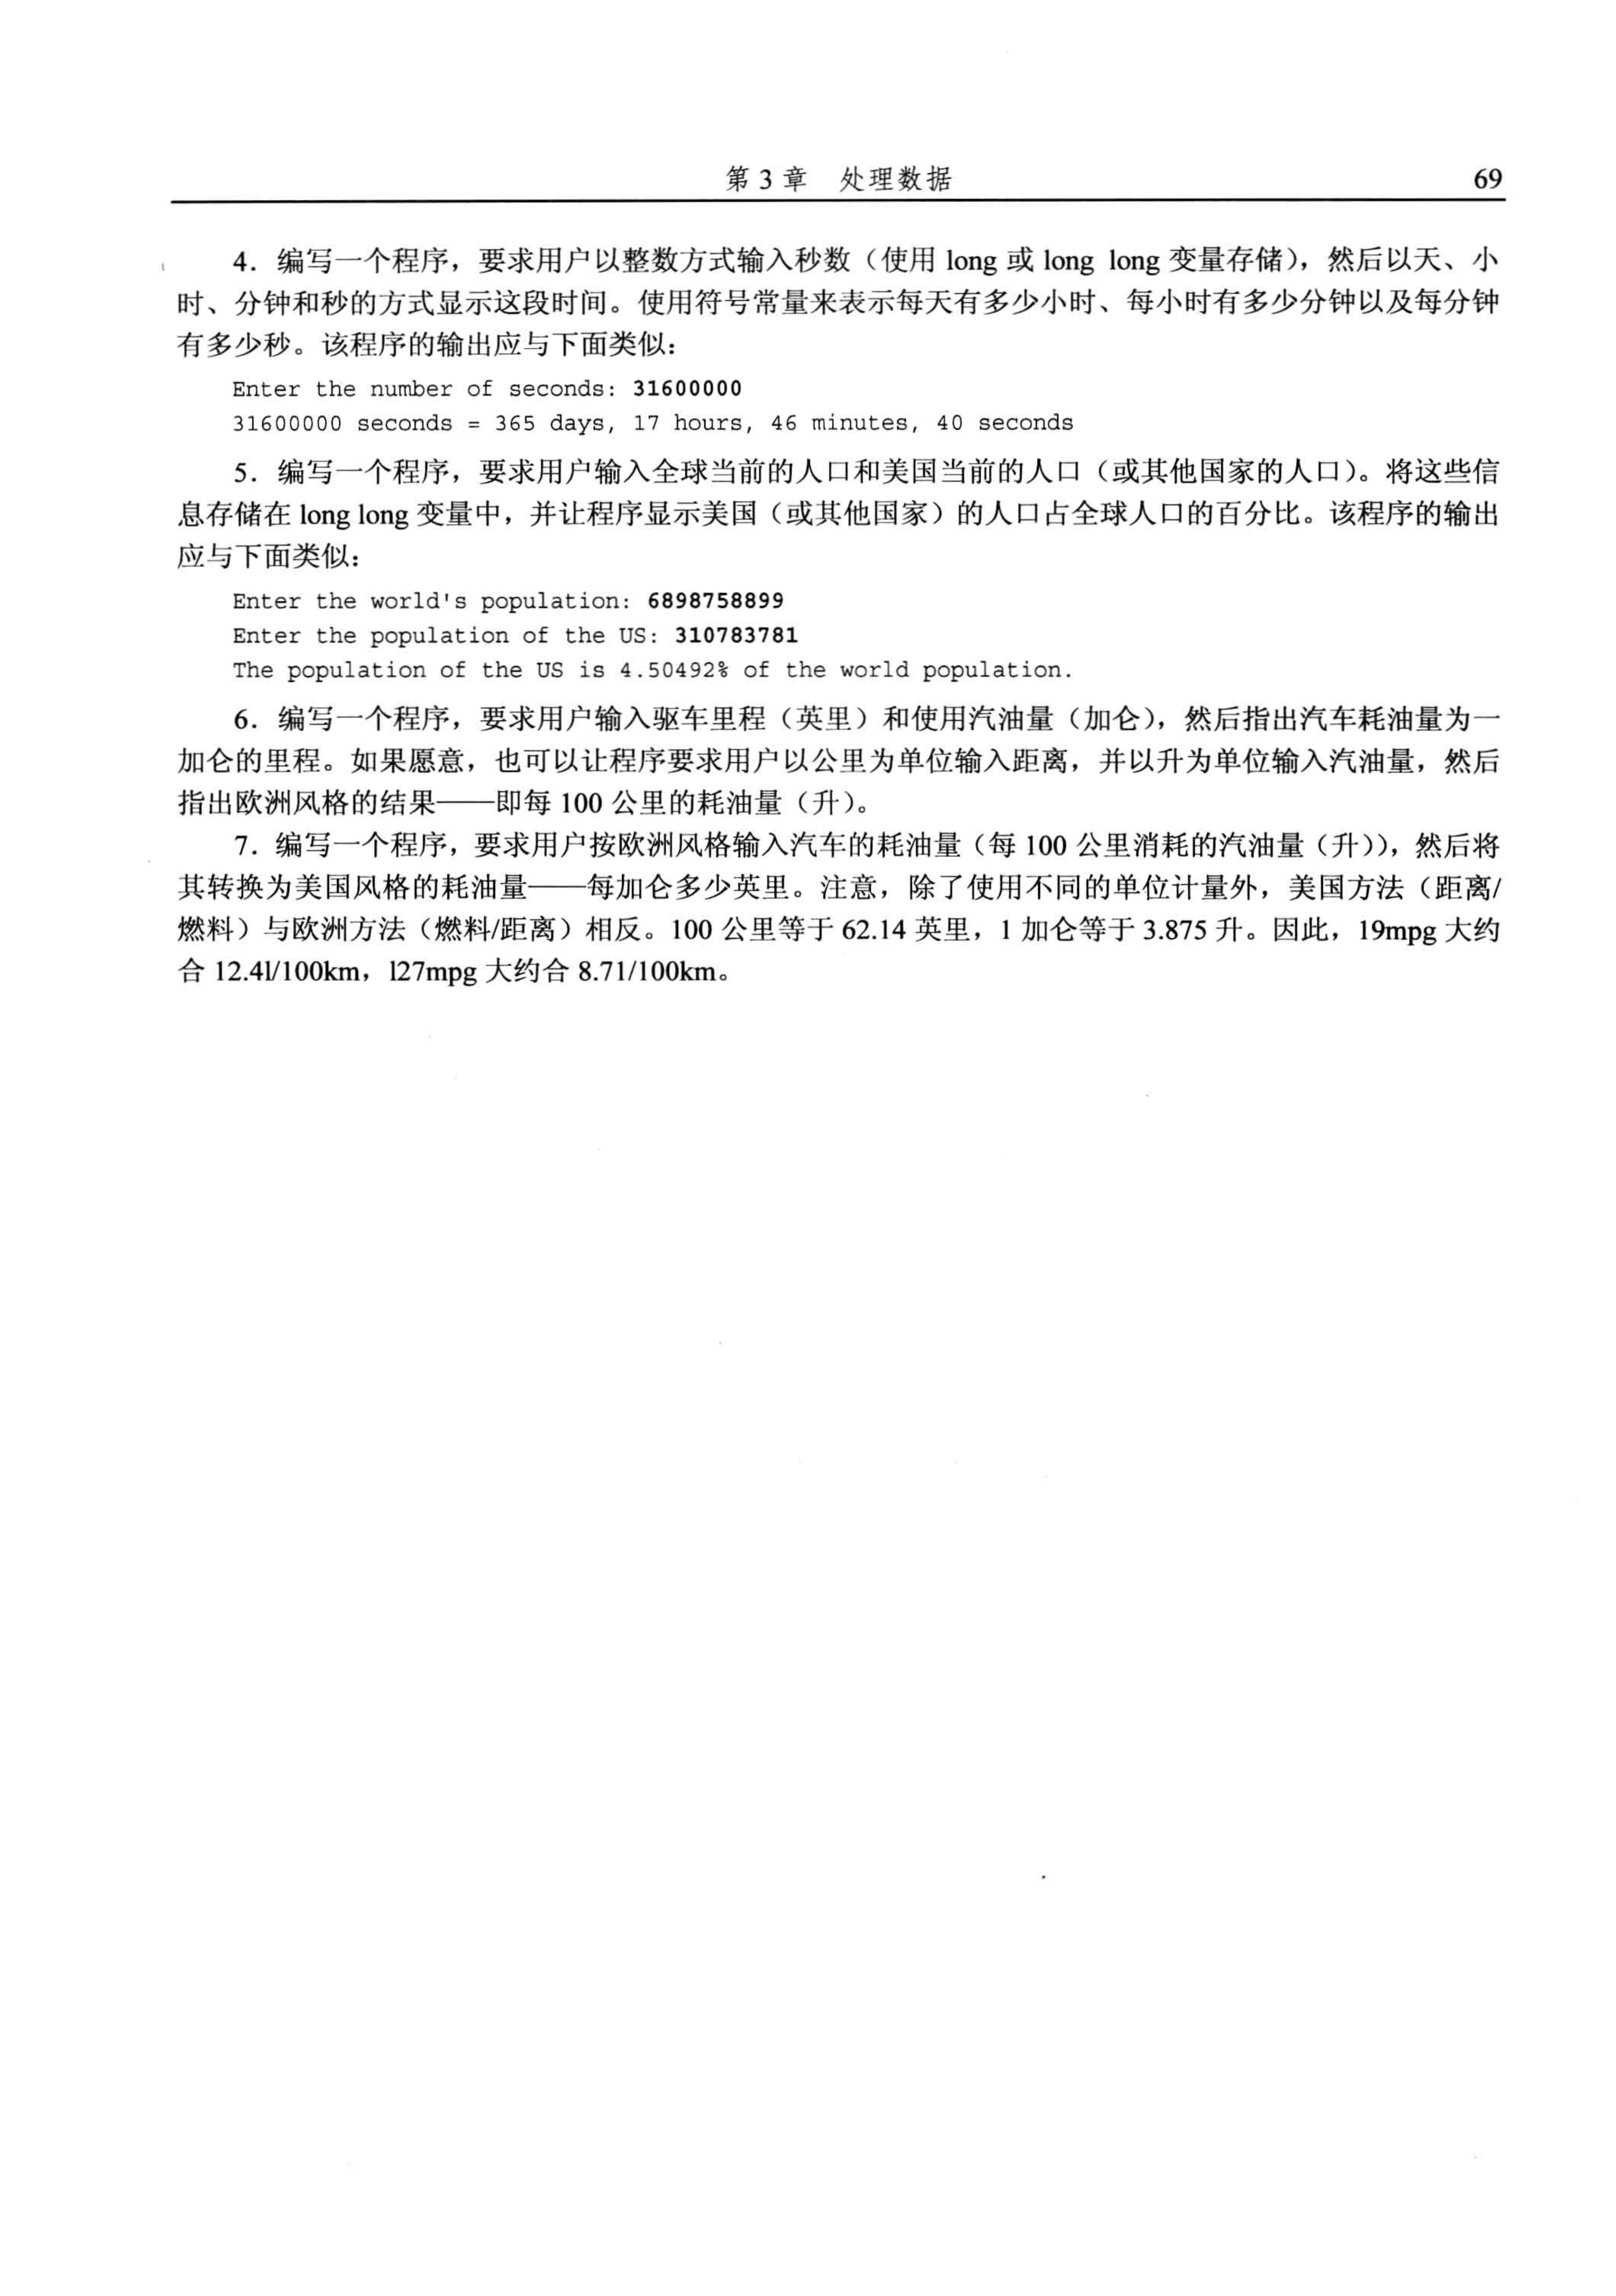 第 3 章 处理数据 69
4．编写一个程序，要求用户以整数方式输入秒数（使用 long 或 long long 变量存储），然后以天、小
时、分钟和秒的方式显示这段时间。使用符号常量来表示每天有多少小时、每小时有多少分钟以及每分钟
有多少秒。该程序的输出应与下面类似：
Enter the number of seconds: 31600000
31600000 seconds = 365 days, 17 hours, 46 minutes, 40 seconds
5．编写一个程序，要求用户输入全球当前的人口和美国当前的人口（或其他国家的人口）。将这些信
息存储在 long long 变量中，并让程序显示美国（或其他国家）的人口占全球人口的百分比。该程序的输出
应与下面类似：
Enter the world's population: 6898758899
Enter the population of the US: 310783781
The population of the US is 4.50492% of the world population.
6．编写一个程序，要求用户输入驱车里程（英里）和使用汽油量（加仑），然后指出汽车耗油量为一
加仑的里程。如果愿意，也可以让程序要求用户以公里为单位输入距离，并以升为单位输入汽油量，然后
指出欧洲风格的结果——即每 100 公里的耗油量（升）。
7．编写一个程序，要求用户按欧洲风格输入汽车的耗油量（每 100 公里消耗的汽油量（升）），然后将
其转换为美国风格的耗油量——每加仑多少英里。注意，除了使用不同的单位计量外，美国方法（距离/
燃料）与欧洲方法（燃料/距离）相反。100 公里等于 62.14 英里，1 加仑等于 3.875 升。因此，19mpg 大约
合 12.4l/100km，l27mpg 大约合 8.71/100km。